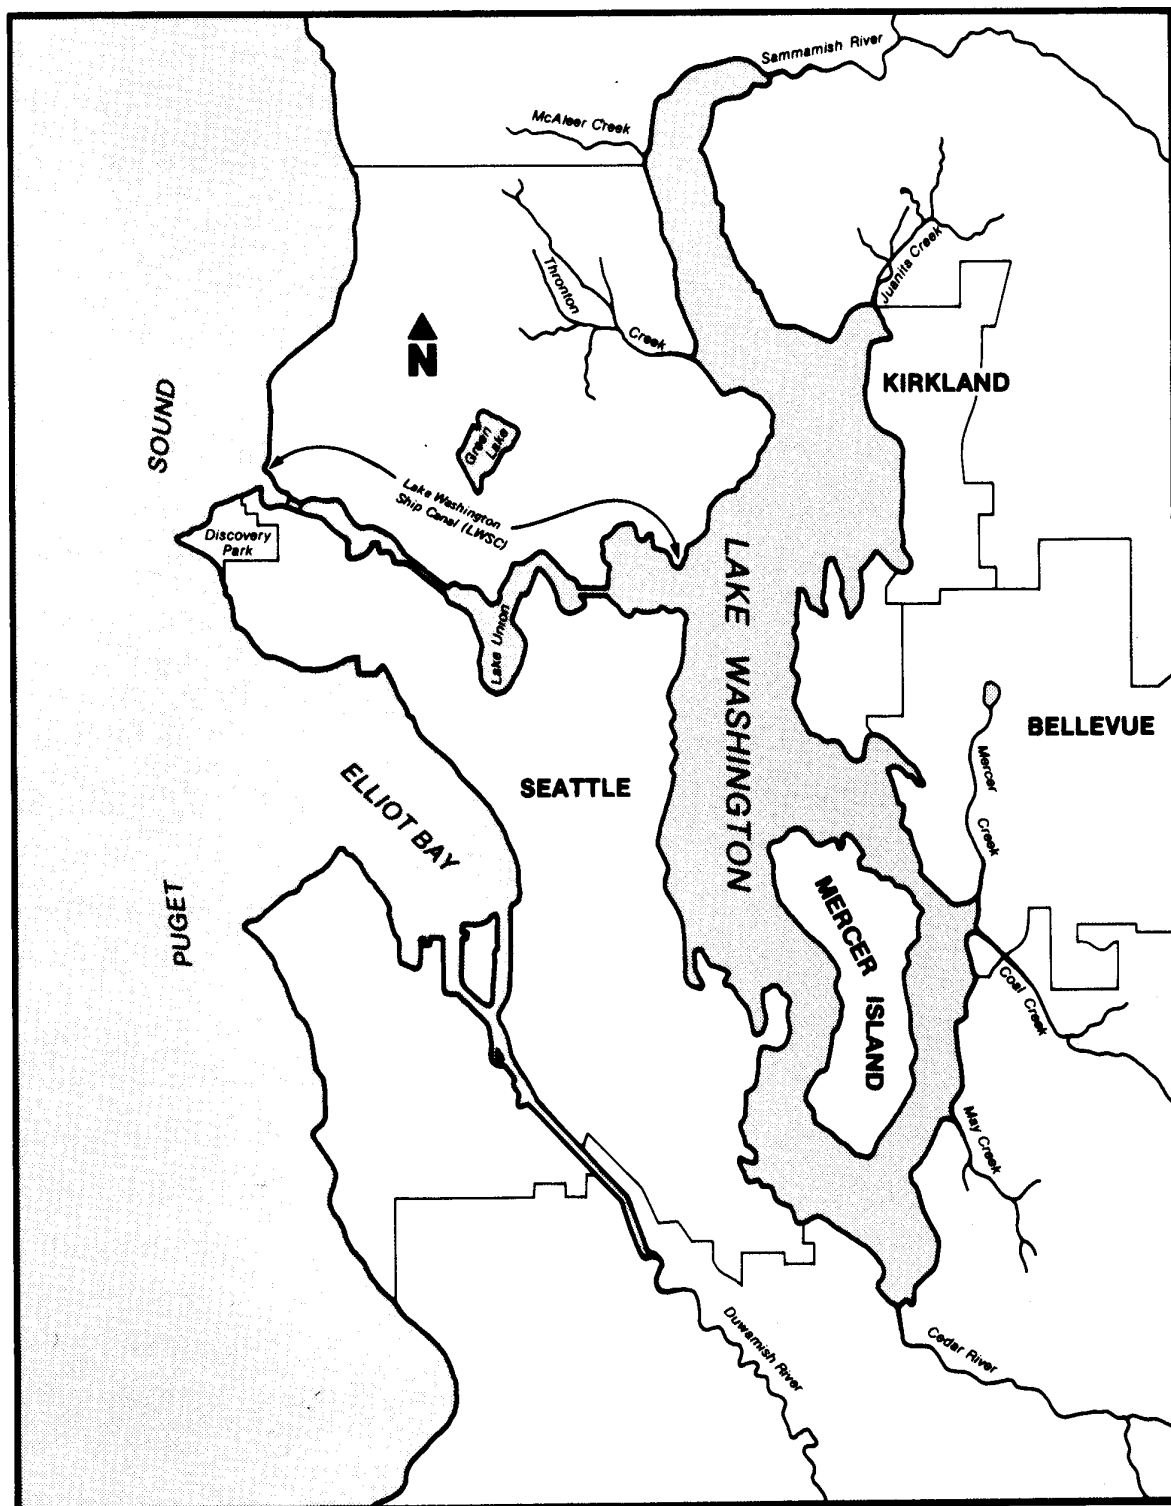 Sammamish River
McAleer Creek
Juanita Creek
Thronton
Creek
N
KIRKLAND
SOUND
Green
Lake
Lake Washington
Ship Canal (LWSC)
Discovery
Park
LAKE WASHINGTON
Lake Union
BELLEVUE
Mercer
Creek
SEATTLE
ELLIOT BAY
MERCER ISLAND
PUGET
Coal Creek
May Creek
Duwamish River
Cedar River